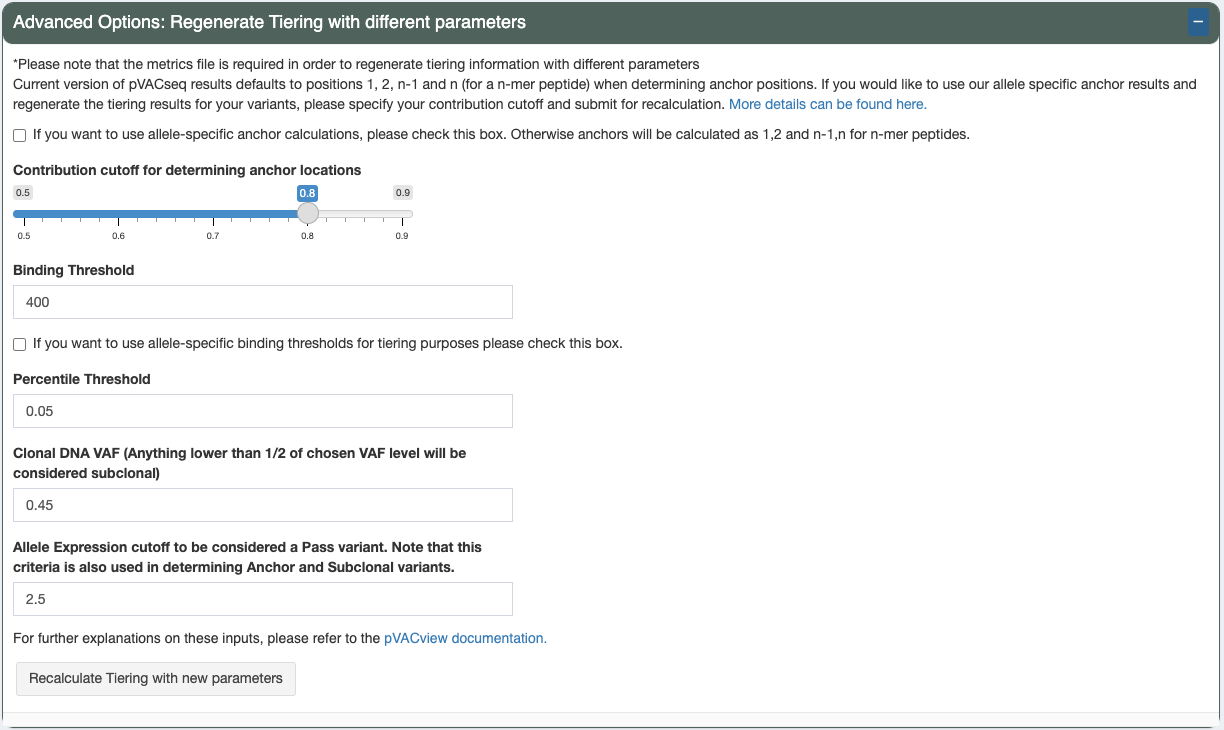 Advanced Options: Regenerate Tiering with different parameters
*Please note that the metrics file is required in order to regenerate tiering information with different parameters
Current version of pVACseq results defaults to positions 1, 2, n-1 and n (for a n-mer peptide) when determining anchor positions. If you would like to use our allele specific anchor results and
regenerate the tiering results for your variants, please specify your contribution cutoff and submit for recalculation. More details can be found here.
If you want to use allele-specific anchor calculations, please check this box. Otherwise anchors will be calculated as 1,2 and n-1,n for n-mer peptides.
Contribution cutoff for determining anchor locations
0.5 0.8 0.9
0.5 0.6 0.7 0.8 0.9
Binding Threshold
400
If you want to use allele-specific binding thresholds for tiering purposes please check this box.
Percentile Threshold
0.05
Clonal DNA VAF (Anything lower than 1/2 of chosen VAF level will be
considered subclonal)
0.45
Allele Expression cutoff to be considered a Pass variant. Note that this
criteria is also used in determining Anchor and Subclonal variants.
2.5
For further explanations on these inputs, please refer to the pVACview documentation.
Recalculate Tiering with new parameters